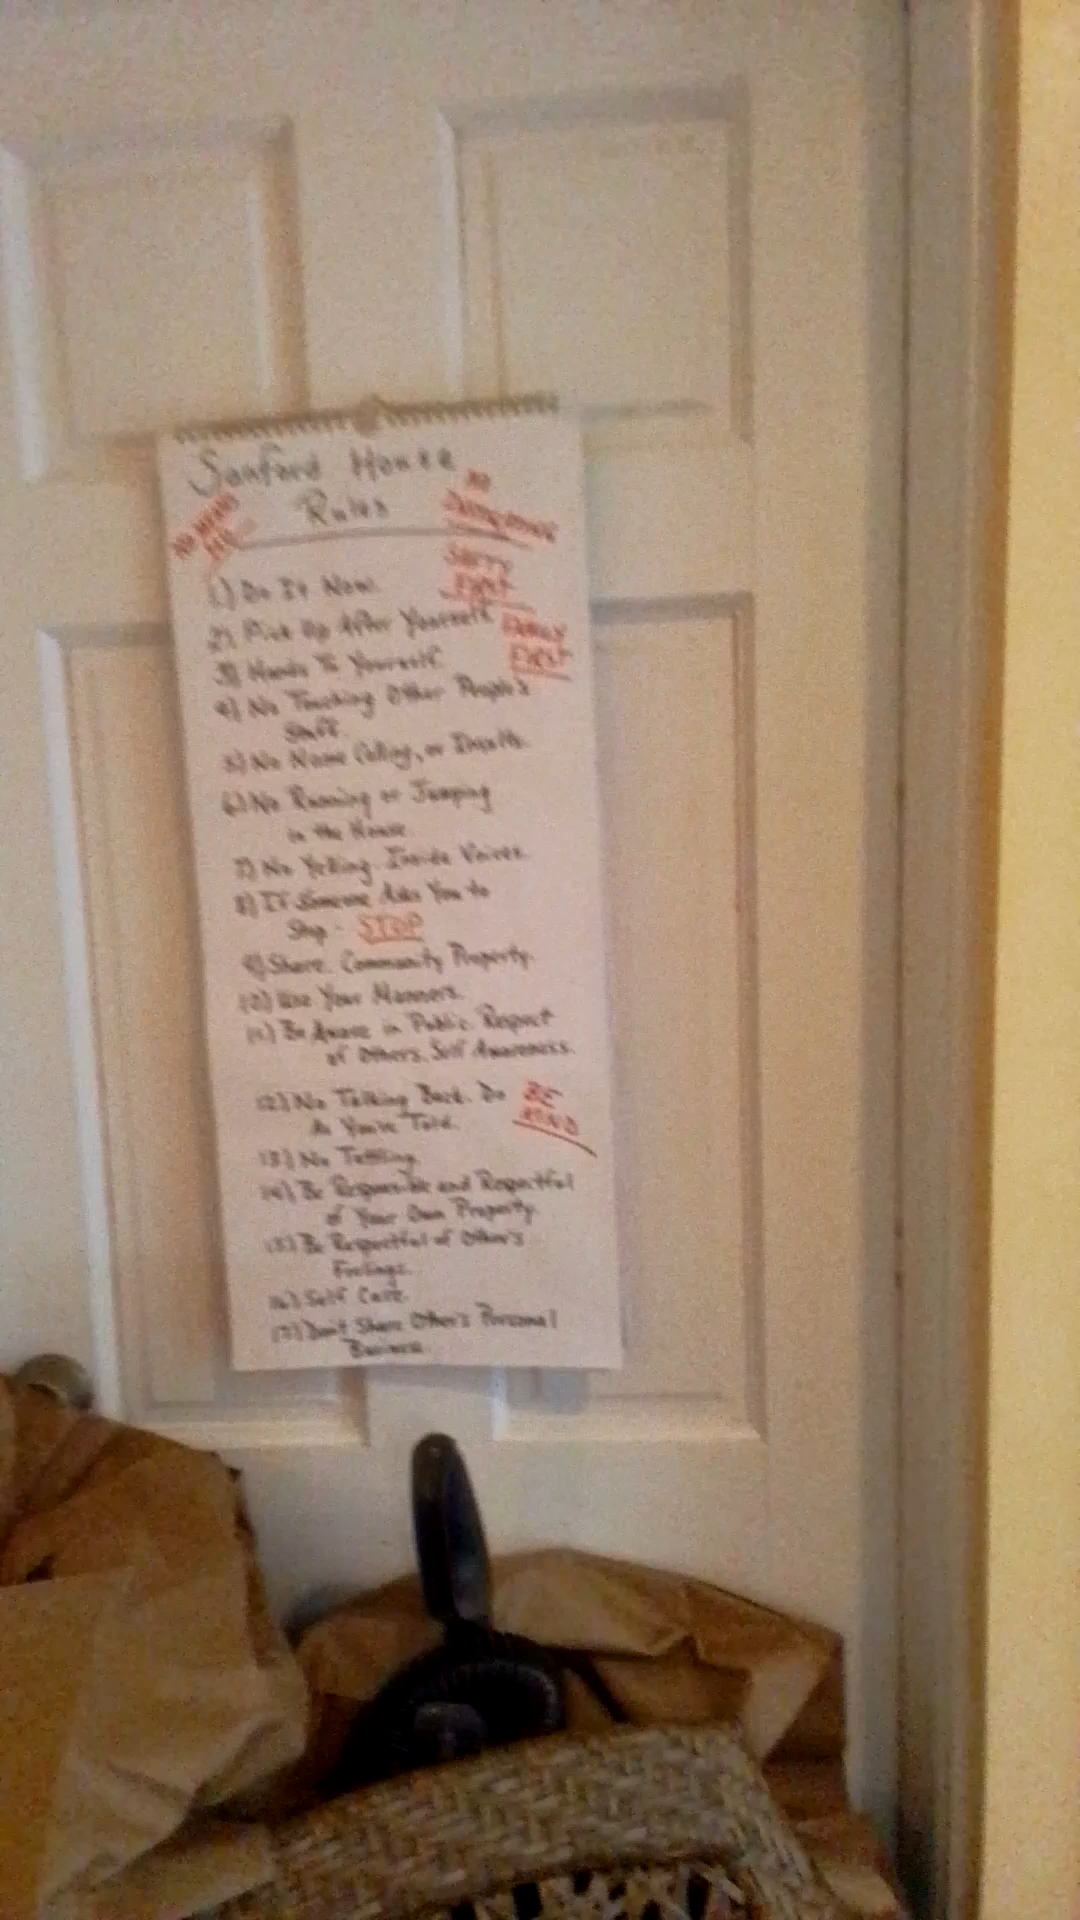 Sanford House
Rules
NO MEANS
NO
SAFETY
FIRST
FAMILY
FIRST
1) Do It Now.
2) Pick Up After Yourself.
3) Hands To Yourself.
4) No Touching Other People's
Stuff.
5) No Name Calling, or Insults.
6) No Running or Jumping
in the House.
7) No Yelling. Inside Voices.
8) If Someone Asks You to
Stop - STOP
9) Share. Community Property.
10) Use Your Manners.
11) Be Aware in Public. Respect
of Others. Self Awareness.
12) No Talking Back. Do
As You're Told.
BE
KIND
13) No Tattling.
14) Be Responsible and Respectful
of Your Own Property.
15) Be Respectful of Other's
Feelings.
16) Self Care.
17) Don't Share Other's Personal
Business.